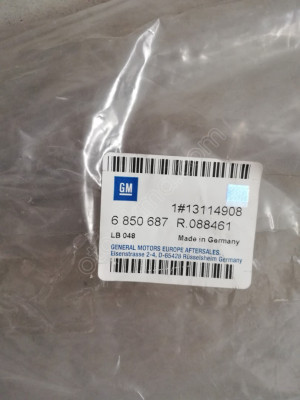 GM
1#13114908
6 850 687 R.088461
LB 048 Made in Germany
GENERAL MOTORS EUROPE AFTERSALES.
Eisenstrasse 2-4, D-65428 Rüsselsheim Germany